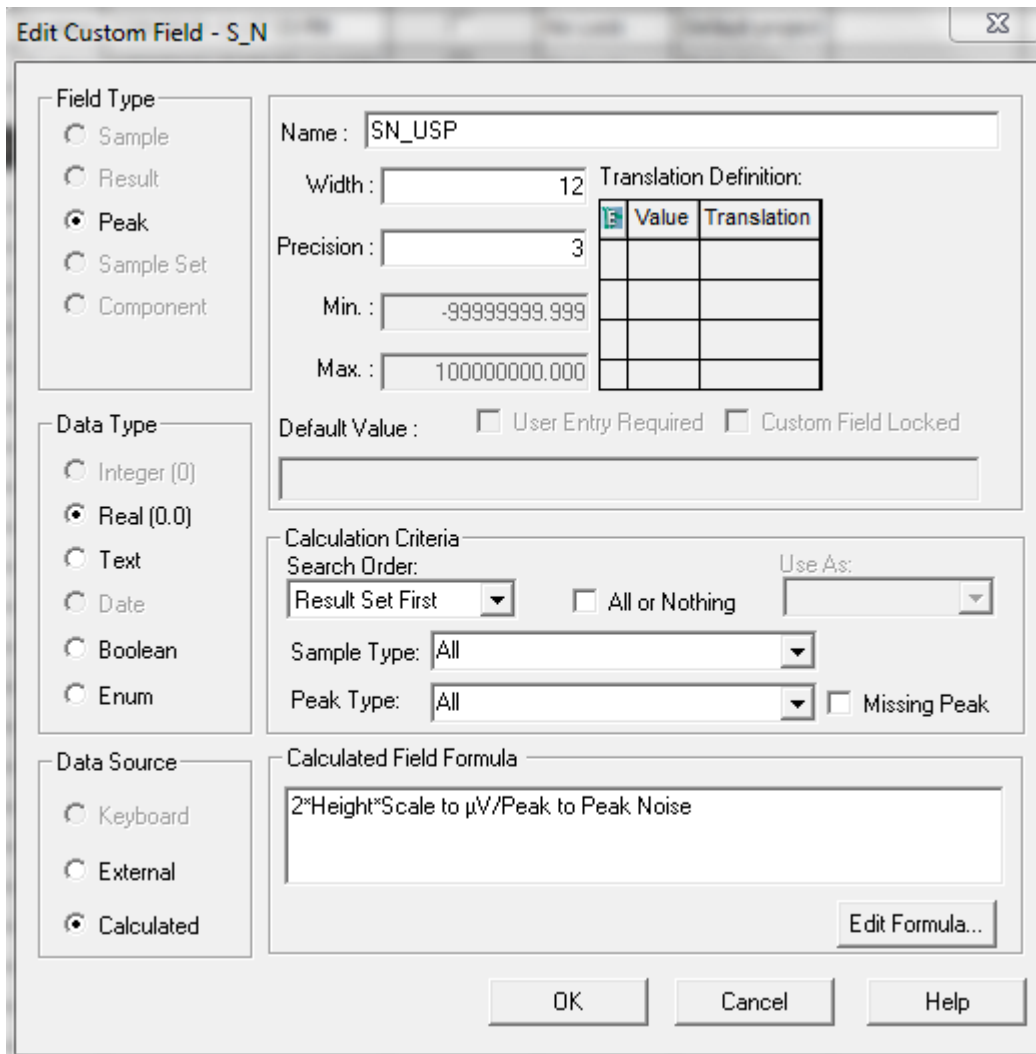 Edit Custom Field - S_N
Field Type
Sample
Result
Peak
Sample Set
Component
Name : SN_USP
Width : 12
Precision : 3
Min. : -99999999.999
Max. : 100000000.000
Translation Definition:
Value Translation
Default Value : User Entry Required Custom Field Locked
Data Type
Integer (0)
Real (0.0)
Text
Date
Boolean
Enum
Calculation Criteria
Search Order: Use As:
Result Set First All or Nothing
Sample Type: All
Peak Type: All Missing Peak
Data Source
Keyboard
External
Calculated
Calculated Field Formula
2*Height*Scale to µV/Peak to Peak Noise
Edit Formula...
OK Cancel Help